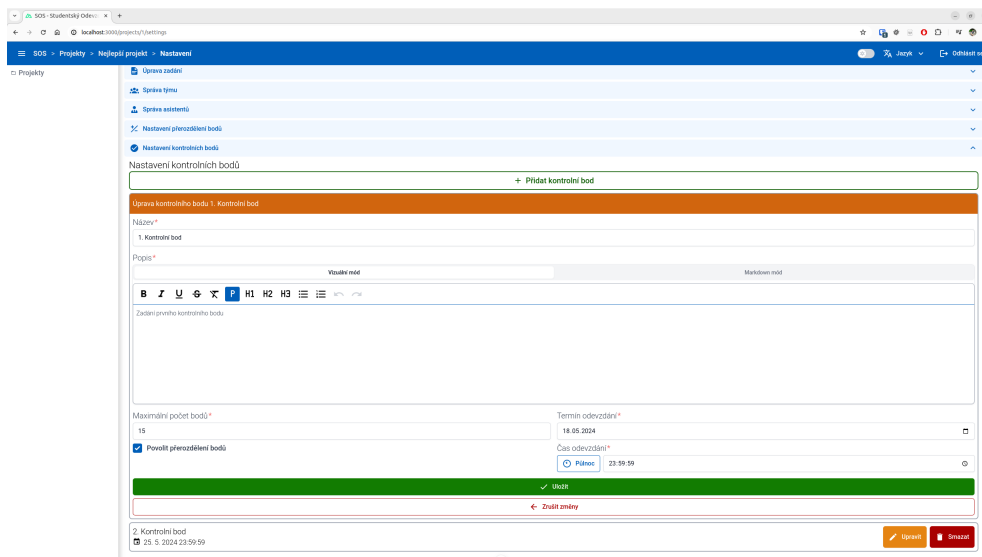 SOS - Studentský Odevz
localhost:3000/projects/1/settings
SOS > Projekty > Nejlepší projekt > Nastavení
Jazyk
Odhlásit se
Projekty
Úprava zadání
Správa týmu
Správa asistentů
Nastavení přerozdělení bodů
Nastavení kontrolních bodů
Nastavení kontrolních bodů
+ Přidat kontrolní bod
Úprava kontrolního bodu 1. Kontrolní bod
Název*
1. Kontrolní bod
Popis*
Vizuální mód
Markdown mód
B I U S P H1 H2 H3
Zadání prvního kontrolního bodu
Maximální počet bodů*
Termín odevzdání*
15
18.05.2024
Povolit přerozdělení bodů
Čas odevzdání*
Půlnoc
23:59:59
Uložit
Zrušit změny
2. Kontrolní bod
25. 5. 2024 23:59:59
Upravit
Smazat